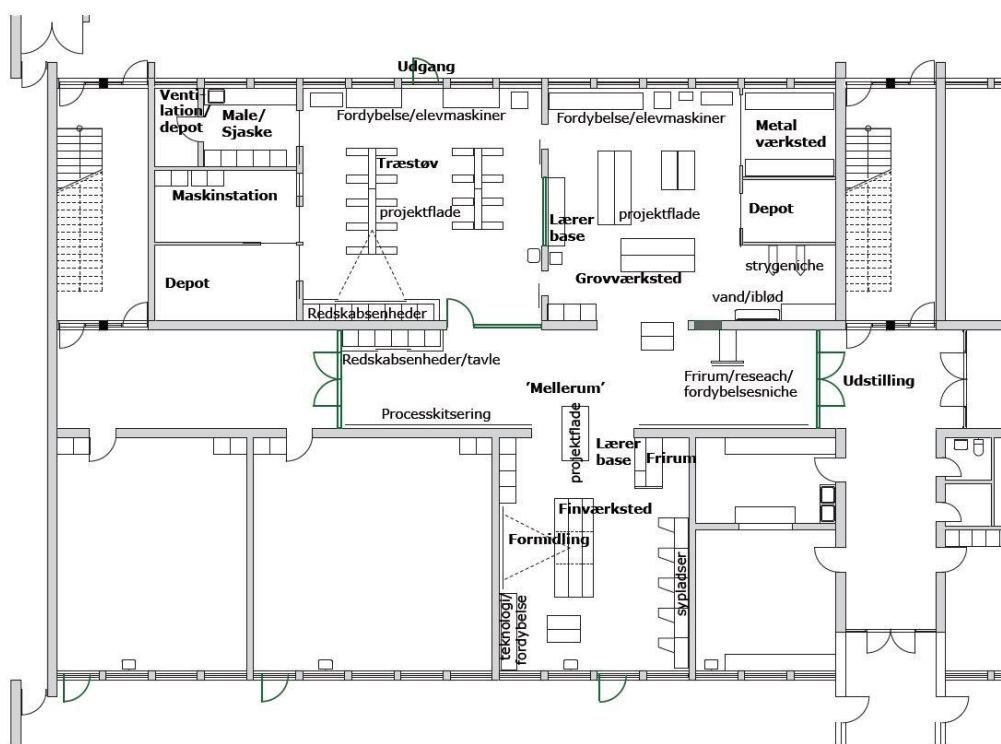 Udgang
Venti-
lation/
depot
Male/
Sjaske
Fordybelse/elevmaskiner
Fordybelse/elevmaskiner
Metal
værksted
Træstøv
Maskinstation
projektflade
Lærer
base
projektflade
Depot
Depot
Grovværksted
strygeniche
vand/iblød
Redskabsenheder
Redskabsenheder/tavle
'Mellerum'
Frirum/reseach/
fordybelsesniche
Udstilling
Processkitsering
projektflade
Lærer
base
Frirum
Finværksted
Formidling
sypladser
teknologi/
fordybelse